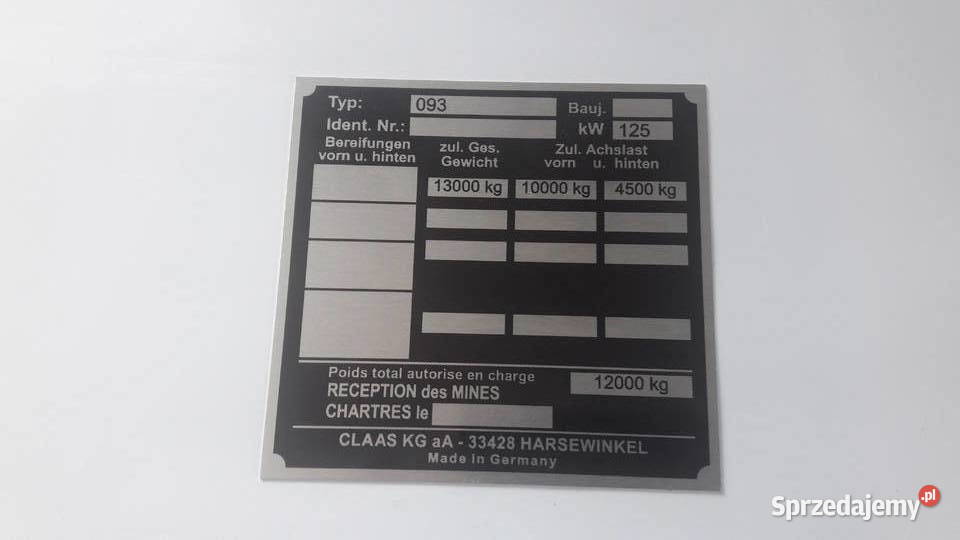 Typ: 093 Bauj.
Ident. Nr.: kW 125
Bereifungen zul. Ges. Zul. Achslast
vorn u. hinten Gewicht vorn u. hinten
13000 kg 10000 kg 4500 kg
Poids total autorise en charge 12000 kg
RECEPTION des MINES
CHARTRES le
CLAAS KG aA - 33428 HARSEWINKEL
Made in Germany
Sprzedajemy.pl